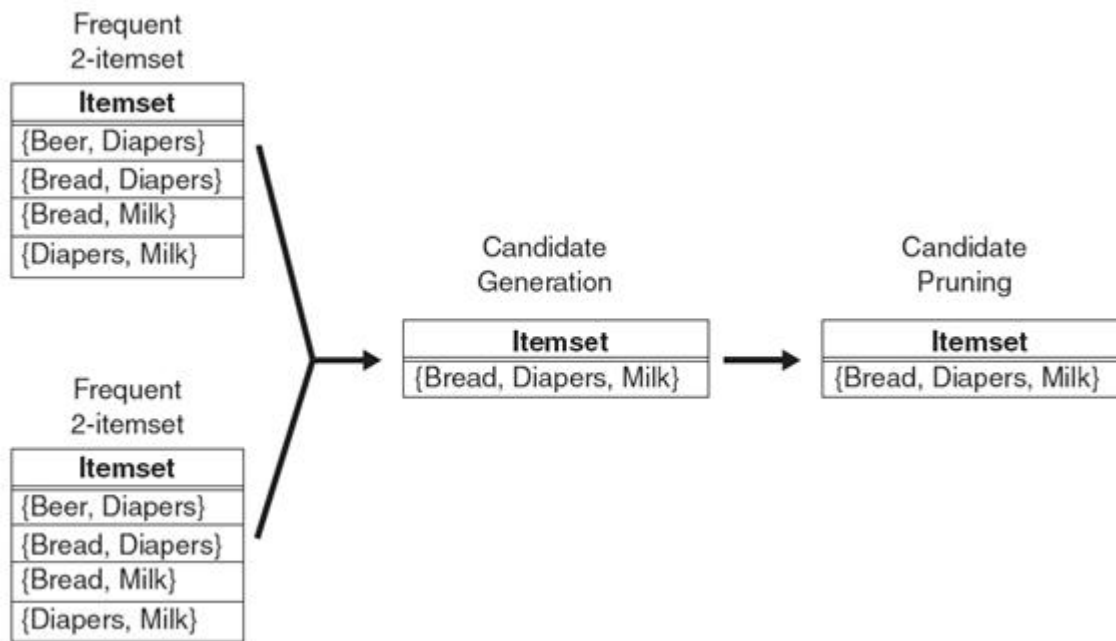 Frequent
2-itemset
Itemset
{Beer, Diapers}
{Bread, Diapers}
{Bread, Milk}
{Diapers, Milk}
Frequent
2-itemset
Itemset
{Beer, Diapers}
{Bread, Diapers}
{Bread, Milk}
{Diapers, Milk}
Candidate
Generation
Itemset
{Bread, Diapers, Milk}
Candidate
Pruning
Itemset
{Bread, Diapers, Milk}